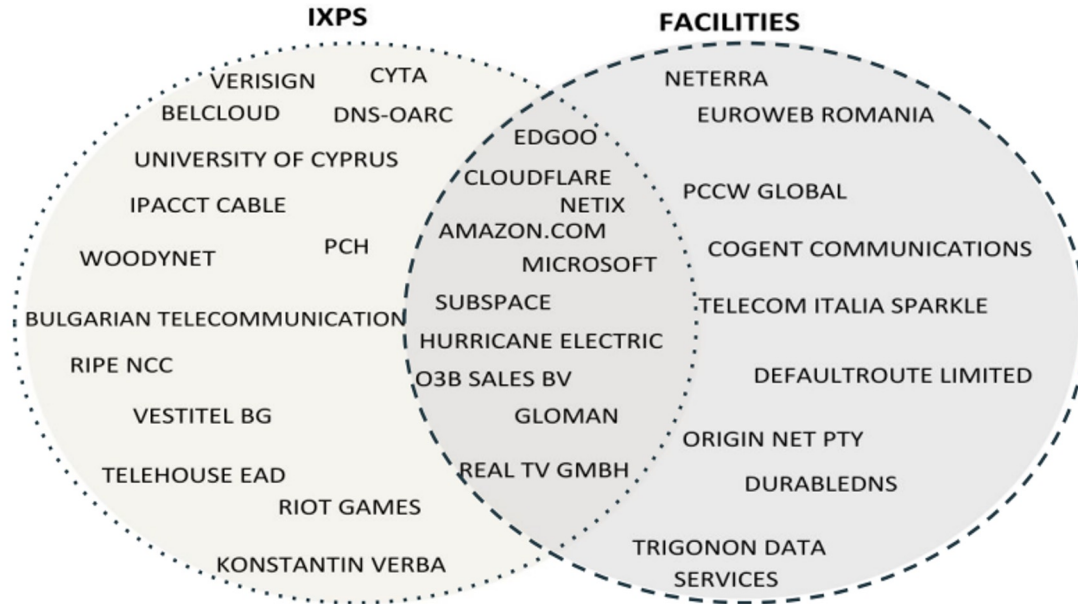 IXPS
FACILITIES
VERISIGN
CYTA
BELCLOUD
DNS-OARC
UNIVERSITY OF CYPRUS
IPACCT CABLE
WOODYNET
PCH
BULGARIAN TELECOMMUNICATION
RIPE NCC
VESTITEL BG
TELEHOUSE EAD
RIOT GAMES
KONSTANTIN VERBA
EDGOO
CLOUDFLARE
NETIX
AMAZON.COM
MICROSOFT
SUBSPACE
HURRICANE ELECTRIC
O3B SALES BV
GLOMAN
REAL TV GMBH
NETERRA
EUROWEB ROMANIA
PCCW GLOBAL
COGENT COMMUNICATIONS
TELECOM ITALIA SPARKLE
DEFAULTROUTE LIMITED
ORIGIN NET PTY
DURABLEDNS
TRIGONON DATA
SERVICES